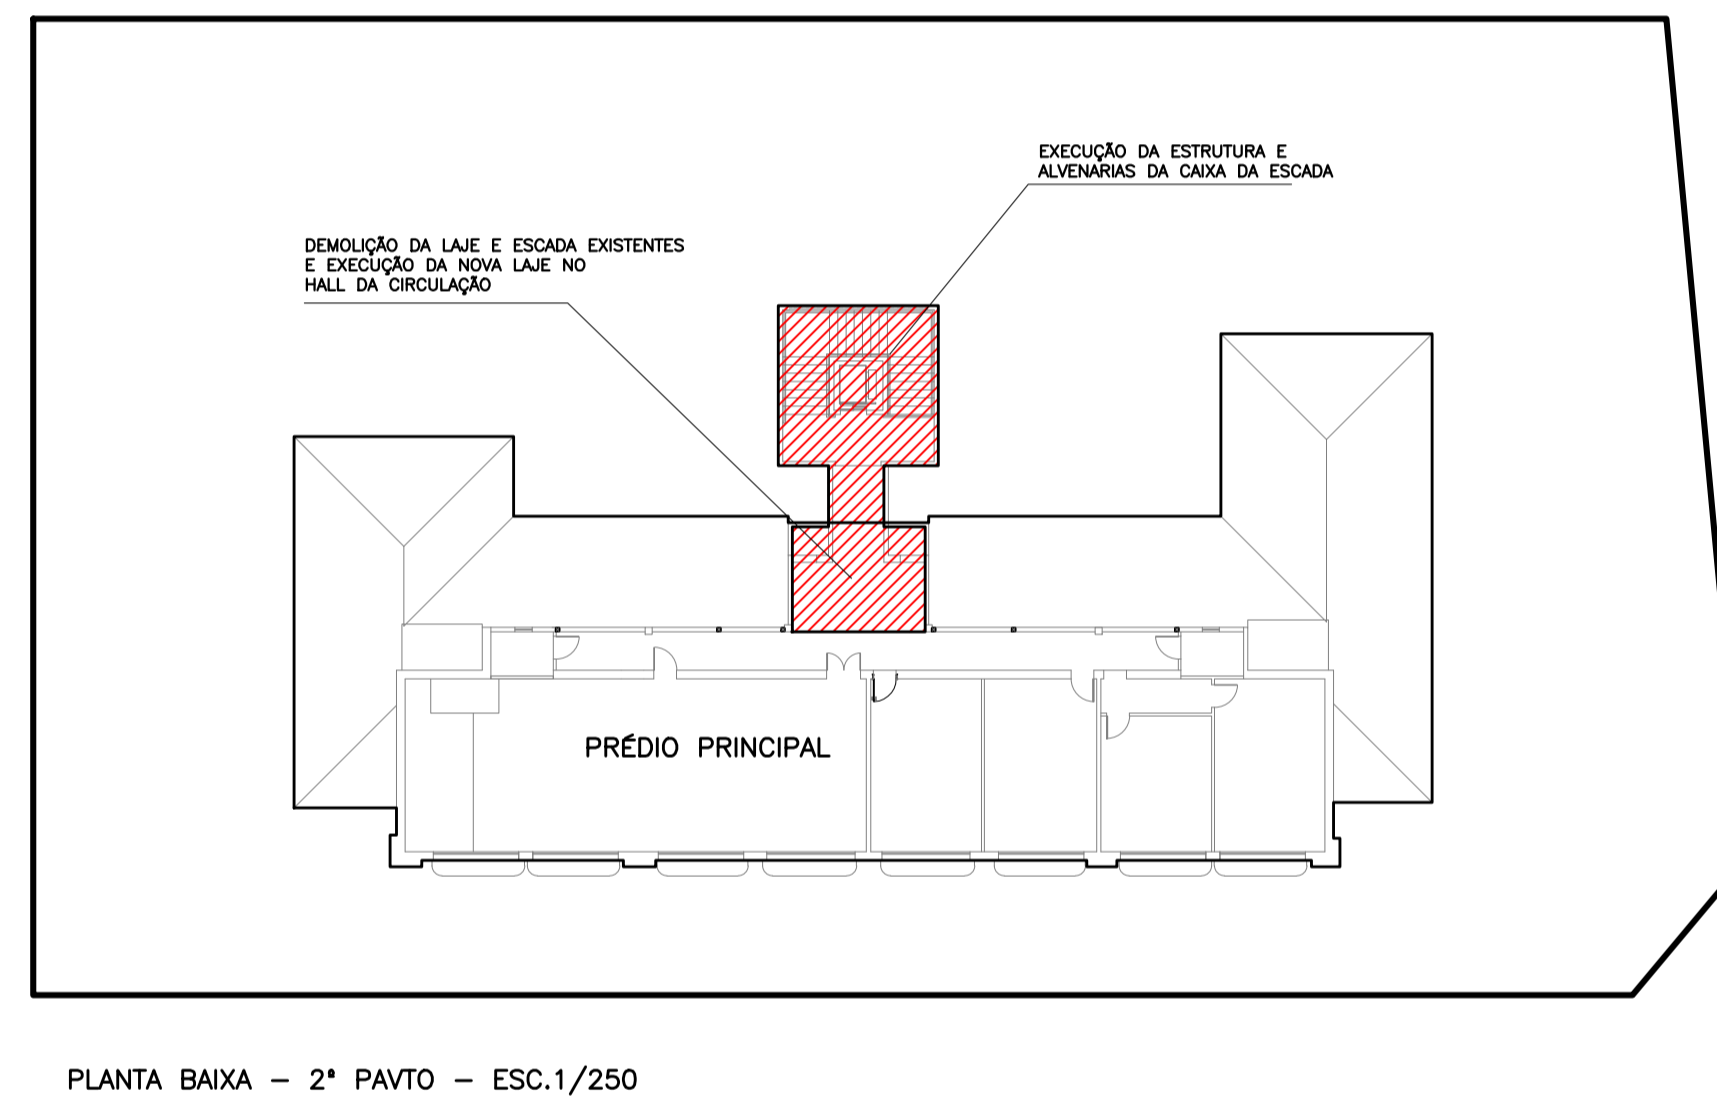 EXECUÇÃO DA ESTRUTURA E
ALVENARIAS DA CAIXA DA ESCADA
DEMOLIÇÃO DA LAJE E ESCADA EXISTENTES
E EXECUÇÃO DA NOVA LAJE NO
HALL DA CIRCULAÇÃO
PRÉDIO PRINCIPAL
PLANTA BAIXA – 2ª PAVTO – ESC.1/250